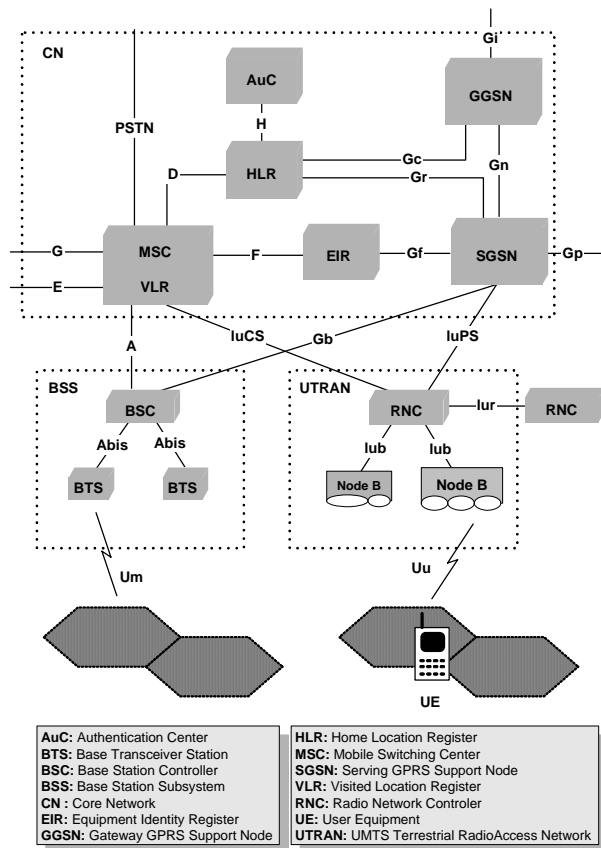 Gi
CN
AuC
GGSN
PSTN
H
Gc
Gn
D
HLR
Gr
G
MSC
F
EIR
Gf
SGSN
Gp
E
VLR
A
IuCS
Gb
IuPS
BSS
UTRAN
BSC
RNC
Iur
RNC
Abis
Abis
Iub
Iub
BTS
BTS
Node B
Node B
Um
Uu
UE
AuC: Authentication Center
BTS: Base Transceiver Station
BSC: Base Station Controller
BSS: Base Station Subsystem
CN : Core Network
EIR: Equipment Identity Register
GGSN: Gateway GPRS Support Node
HLR: Home Location Register
MSC: Mobile Switching Center
SGSN: Serving GPRS Support Node
VLR: Visited Location Register
RNC: Radio Network Controler
UE: User Equipment
UTRAN: UMTS Terrestrial RadioAccess Network